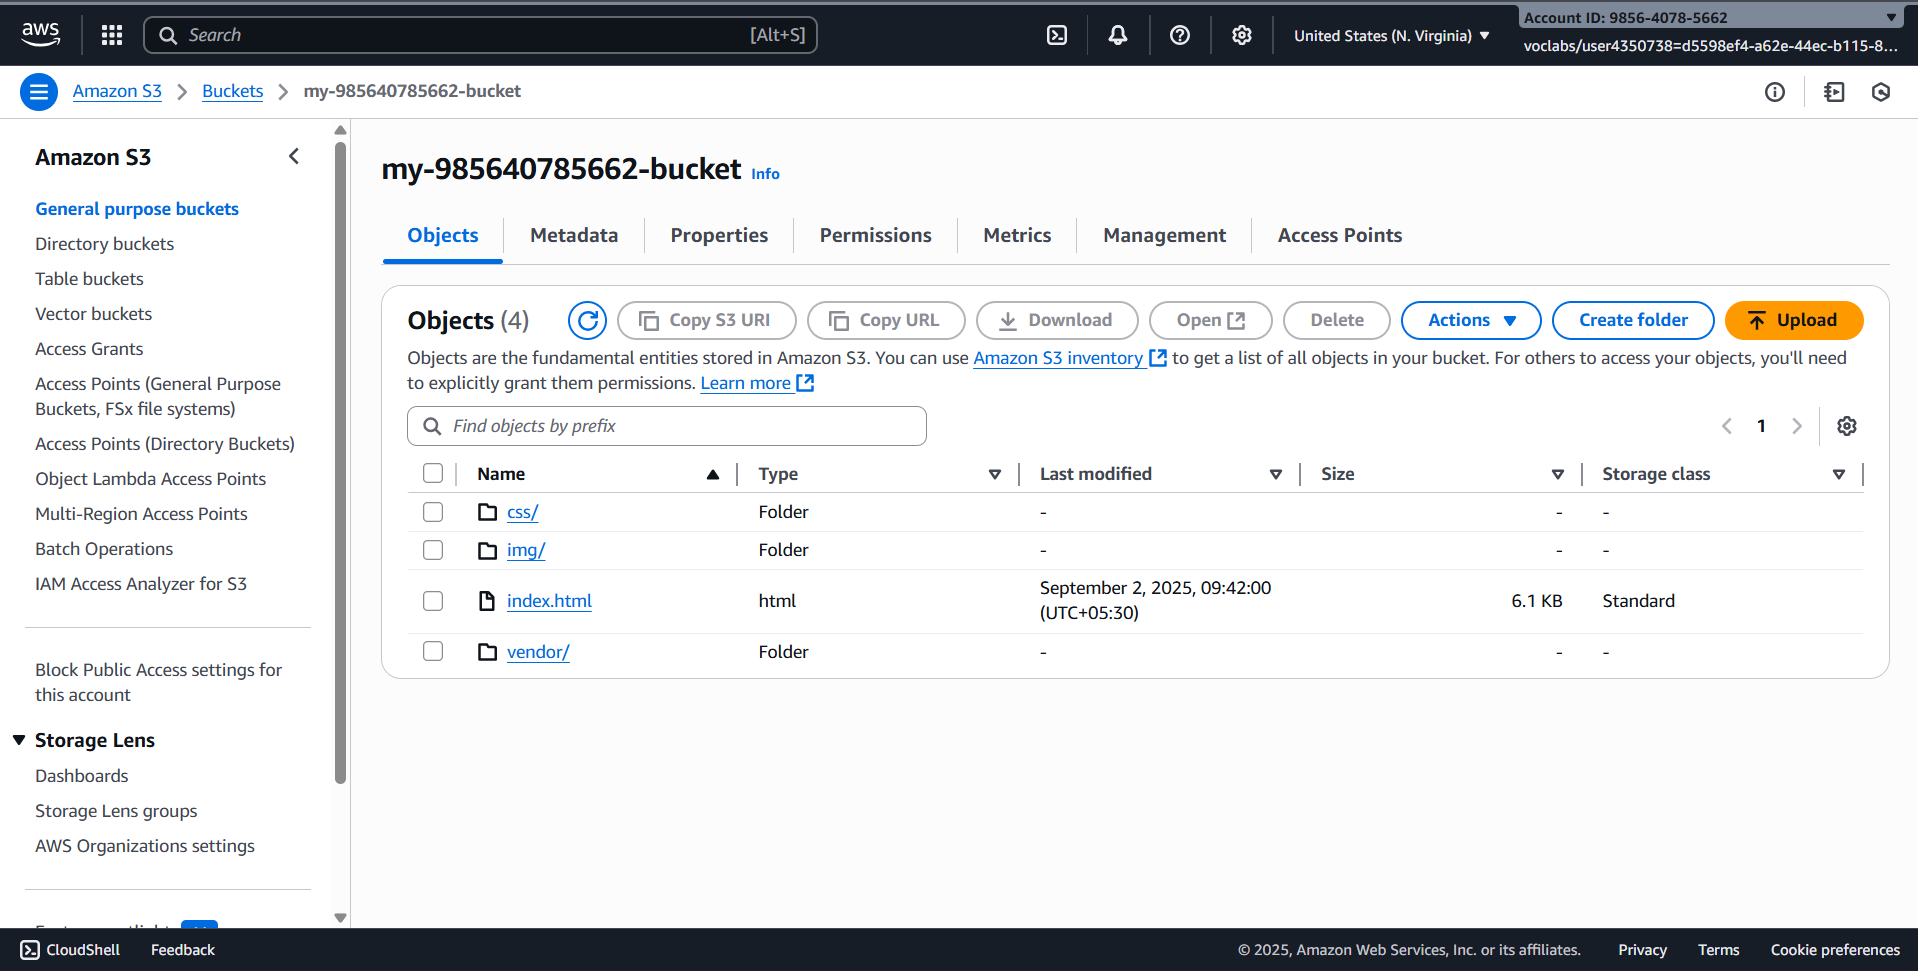 aws
Search
[Alt+S]
United States (N. Virginia)
Account ID: 9856-4078-5662
voclabs/user4350738=d5598ef4-a62e-44ec-b115-8...
Amazon S3
Buckets
my-985640785662-bucket
Amazon S3
General purpose buckets
Directory buckets
Table buckets
Vector buckets
Access Grants
Access Points (General Purpose
Buckets, FSx file systems)
Access Points (Directory Buckets)
Object Lambda Access Points
Multi-Region Access Points
Batch Operations
IAM Access Analyzer for S3
Block Public Access settings for
this account
Storage Lens
Dashboards
Storage Lens groups
AWS Organizations settings
my-985640785662-bucket Info
Objects
Metadata
Properties
Permissions
Metrics
Management
Access Points
Objects (4)
Copy S3 URI
Copy URL
Download
Open
Delete
Actions
Create folder
Upload
Objects are the fundamental entities stored in Amazon S3. You can use Amazon S3 inventory to get a list of all objects in your bucket. For others to access your objects, you'll need
to explicitly grant them permissions. Learn more
Find objects by prefix
1
Name Type Last modified Size Storage class
css/ Folder - - -
img/ Folder - - -
September 2, 2025, 09:42:00
index.html html 6.1 KB Standard
(UTC+05:30)
vendor/ Folder - - -
CloudShell
Feedback
© 2025, Amazon Web Services, Inc. or its affiliates.
Privacy
Terms
Cookie preferences